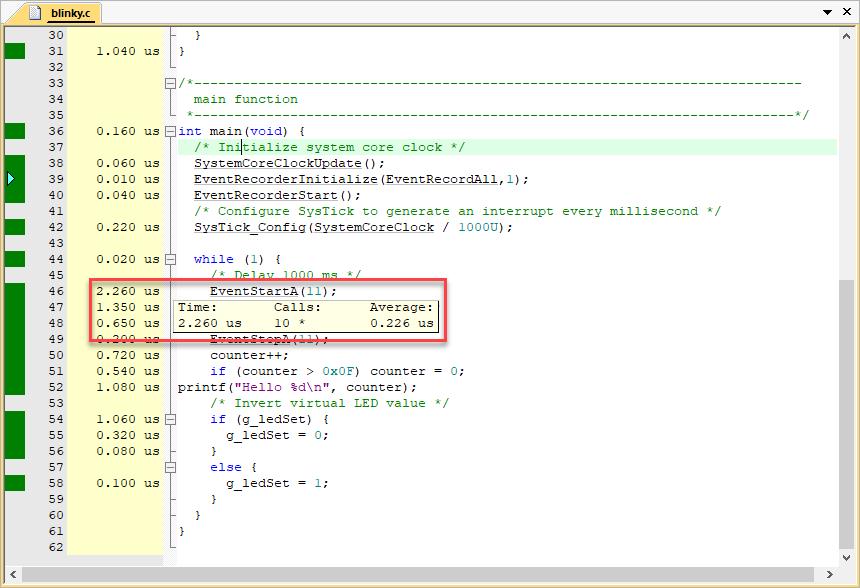 blinky.c
30 }
31 1.040 us }
32
33 /*----------------------------------------------------------------------------
34 main function
35 *---------------------------------------------------------------------------*/
36 0.160 us int main(void) {
37 /* Initialize system core clock */
38 0.060 us SystemCoreClockUpdate();
39 0.010 us EventRecorderInitialize(EventRecordAll,1);
40 0.040 us EventRecorderStart();
41 /* Configure SysTick to generate an interrupt every millisecond */
42 0.220 us SysTick_Config(SystemCoreClock / 1000U);
43
44 0.020 us while (1) {
45 /* Delay 1000 ms */
46 2.260 us EventStartA(11);
47 1.350 us Time: Calls: Average:
48 0.650 us 2.260 us 10 * 0.226 us
49 0.200 us EventStopA(11);
50 0.720 us counter++;
51 0.540 us if (counter > 0x0F) counter = 0;
52 1.080 us printf("Hello %d\n", counter);
53 /* Invert virtual LED value */
54 1.060 us if (g_ledSet) {
55 0.320 us g_ledSet = 0;
56 0.080 us }
57 else {
58 0.100 us g_ledSet = 1;
59 }
60 }
61 }
62